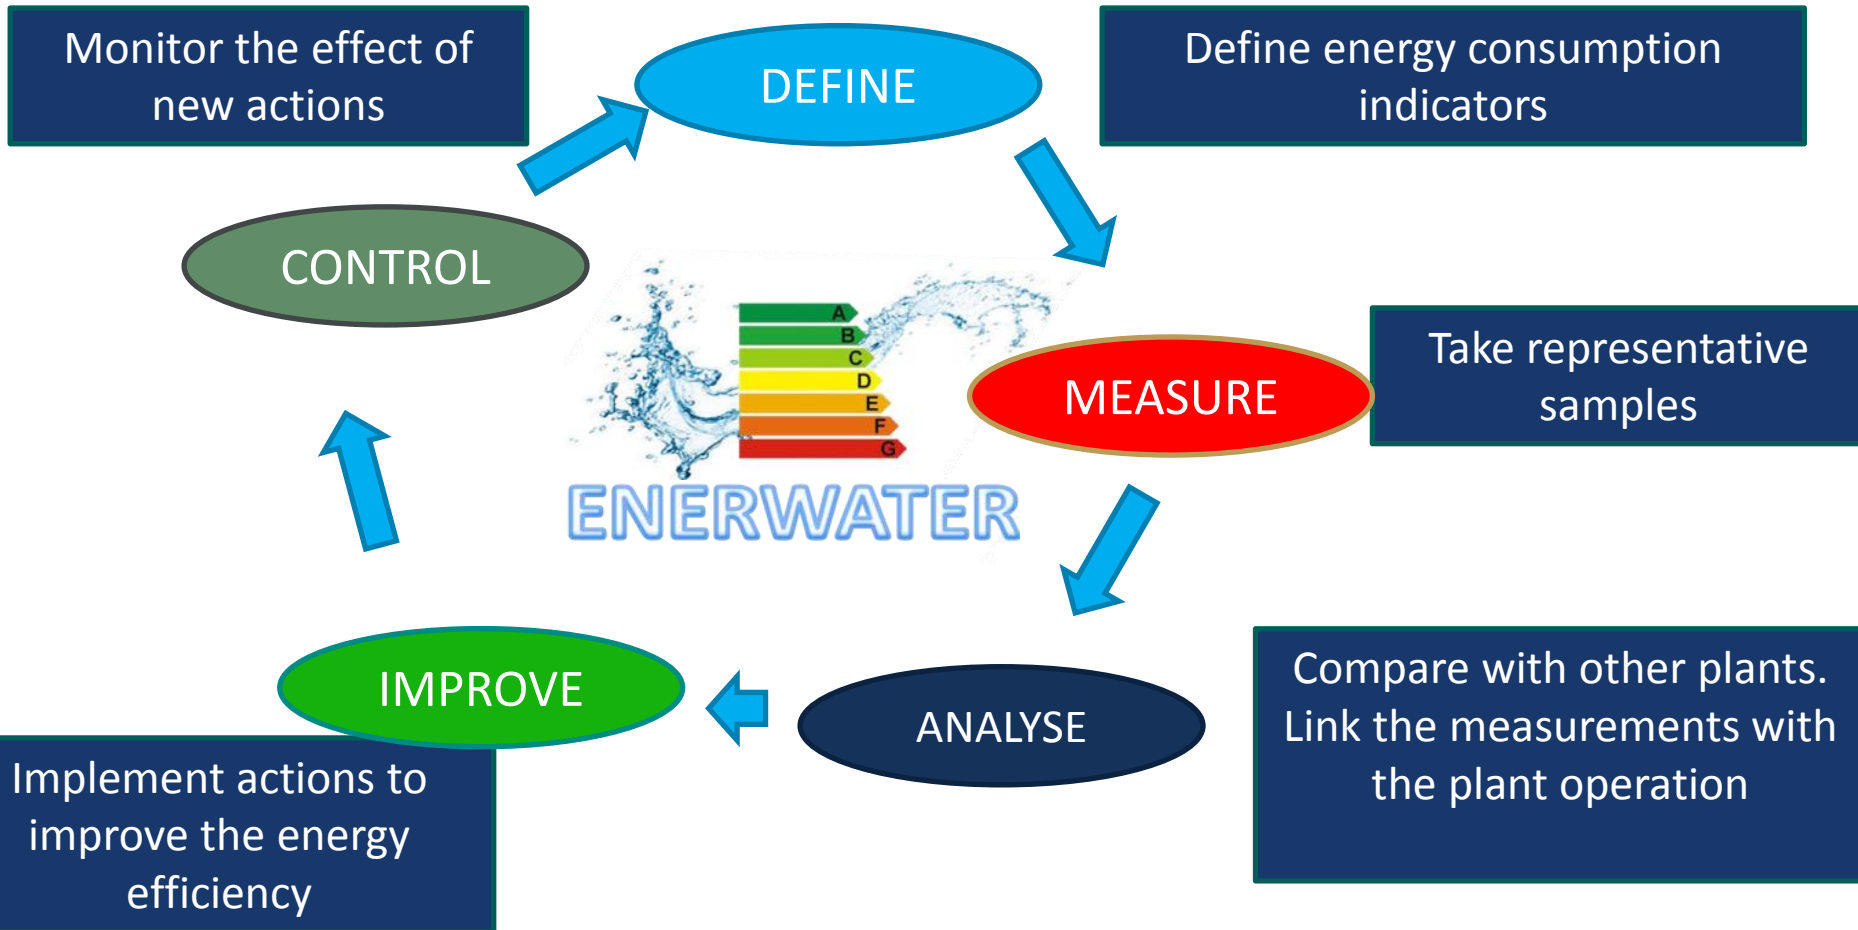 Monitor the effect of
new actions
DEFINE
Define energy consumption
indicators
CONTROL
A
B
C
D
E
F
G
ENERWATER
MEASURE
Take representative
samples
IMPROVE
ANALYSE
Compare with other plants.
Link the measurements with
the plant operation
Implement actions to
improve the energy
efficiency